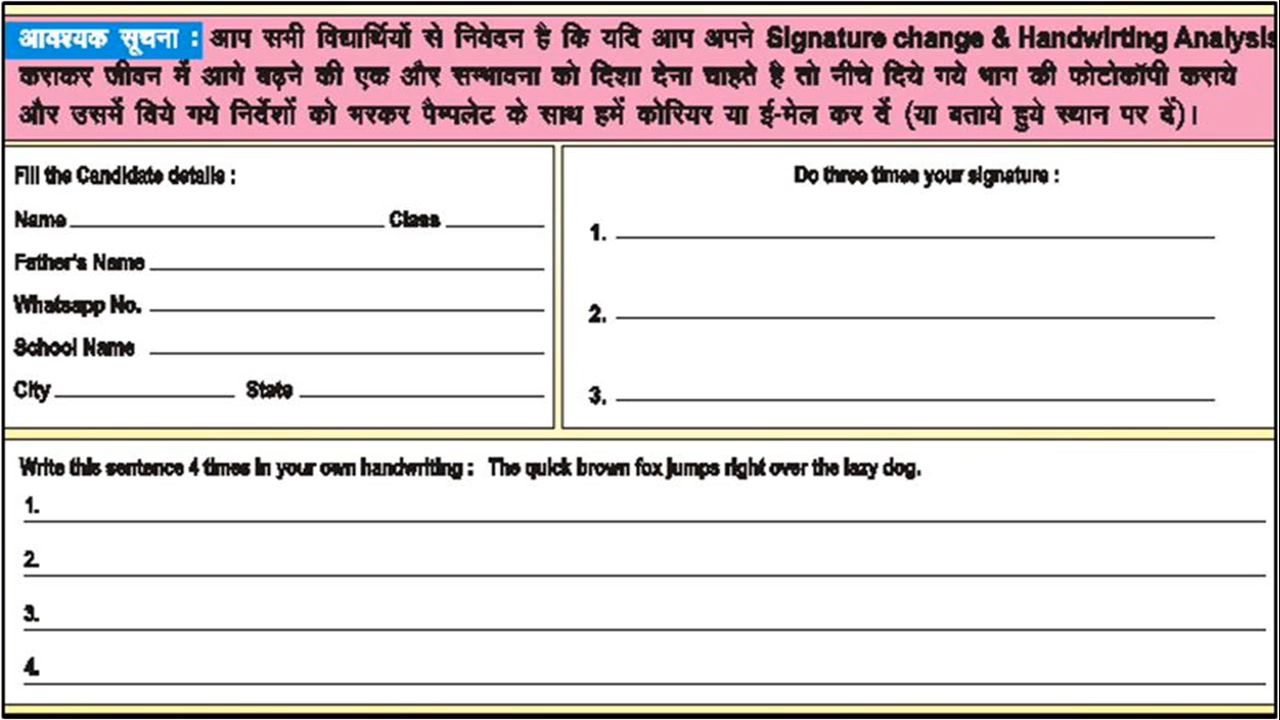 आवश्यक सूचना : आप सभी विद्यार्थियों से निवेदन है कि यदि आप अपने Signature change & Handwirting Analysis
कराकर जीवन में आगे बढ़ने की एक और सम्भावना को दिशा देना चाहते है तो नीचे दिये गये भाग की फोटोकॉपी कराये
और उसमें दिये गये निर्देशों को भरकर पैम्पलेट के साथ हमें कोरियर या ई-मेल कर दें (या बताये हुये स्थान पर दें)।
Fill the Candidate details :
Name Class
Father's Name
Whatsapp No.
School Name
City State
Do three times your signature :
1.
2.
3.
Write this sentence 4 times in your own handwriting : The quick brown fox jumps right over the lazy dog.
1.
2.
3.
4.